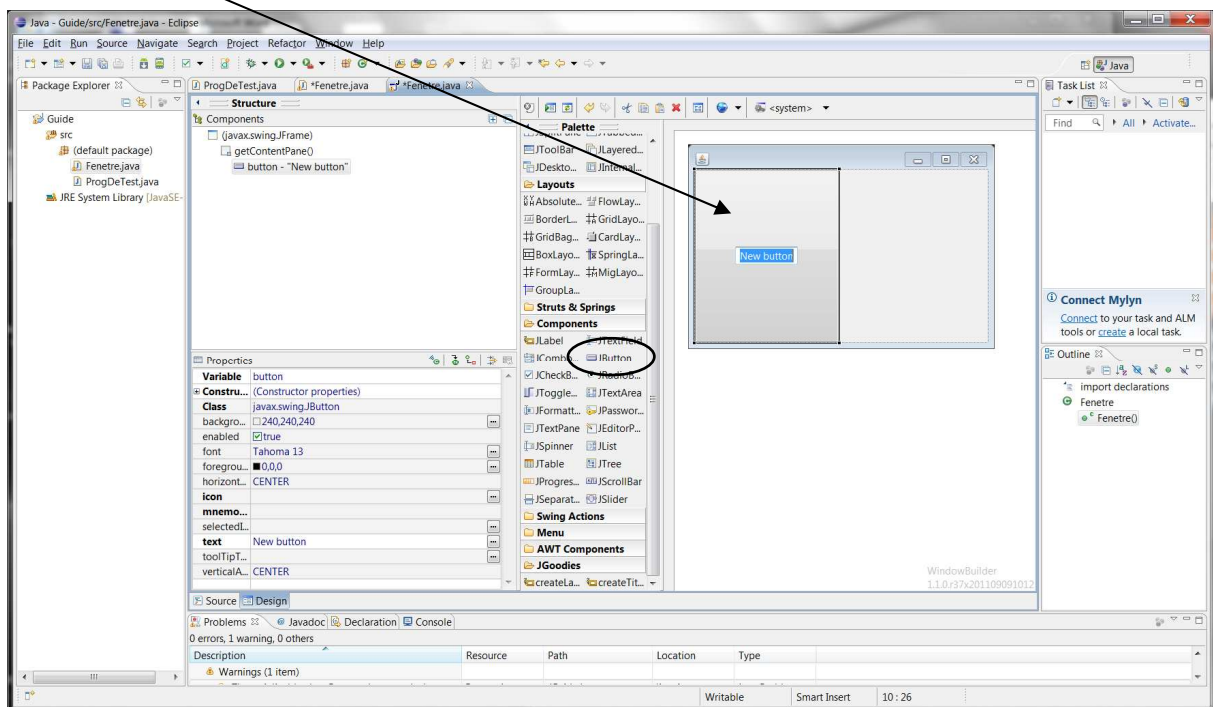 Java - Guide/src/Fenetre.java - Eclipse
File Edit Run Source Navigate Search Project Refactor Window Help
Java
Package Explorer
Guide
src
(default package)
Fenetre.java
ProgDeTest.java
JRE System Library [JavaSE-
ProgDeTest.java *Fenetre.java *Fenetre.java
Structure
Components
(javax.swing.JFrame)
getContentPane()
button - "New button"
Properties
Variable button
Constru... (Constructor properties)
Class javax.swing.JButton
backgro... 240,240,240
enabled true
font Tahoma 13
foregrou... 0,0,0
horizont... CENTER
icon
mnemo...
selectedI...
text New button
toolTipT...
verticalA... CENTER
Source Design
<system>
Palette
JToolBar JLayered...
JDeskto... JInternal...
Layouts
Absolute... FlowLay...
BorderL... GridLayo...
GridBag... CardLay...
BoxLayo... SpringLa...
FormLay... MigLayo...
GroupLa...
Struts & Springs
Components
JLabel JTextField
JCombo... JButton
JCheckB... JRadioB...
JToggle... JTextArea
JFormatt... JPasswor...
JTextPane JEditorP...
JSpinner JList
JTable JTree
JProgres... JScrollBar
JSeparat... JSlider
Swing Actions
Menu
AWT Components
JGoodies
createLa... createTit...
New button
WindowBuilder
1.1.0.r37x201109091012
Task List
Find All Activate...
Connect Mylyn
Connect to your task and ALM
tools or create a local task.
Outline
import declarations
Fenetre
Fenetre()
Problems Javadoc Declaration Console
0 errors, 1 warning, 0 others
Description Resource Path Location Type
Warnings (1 item)
Writable Smart Insert 10 : 26